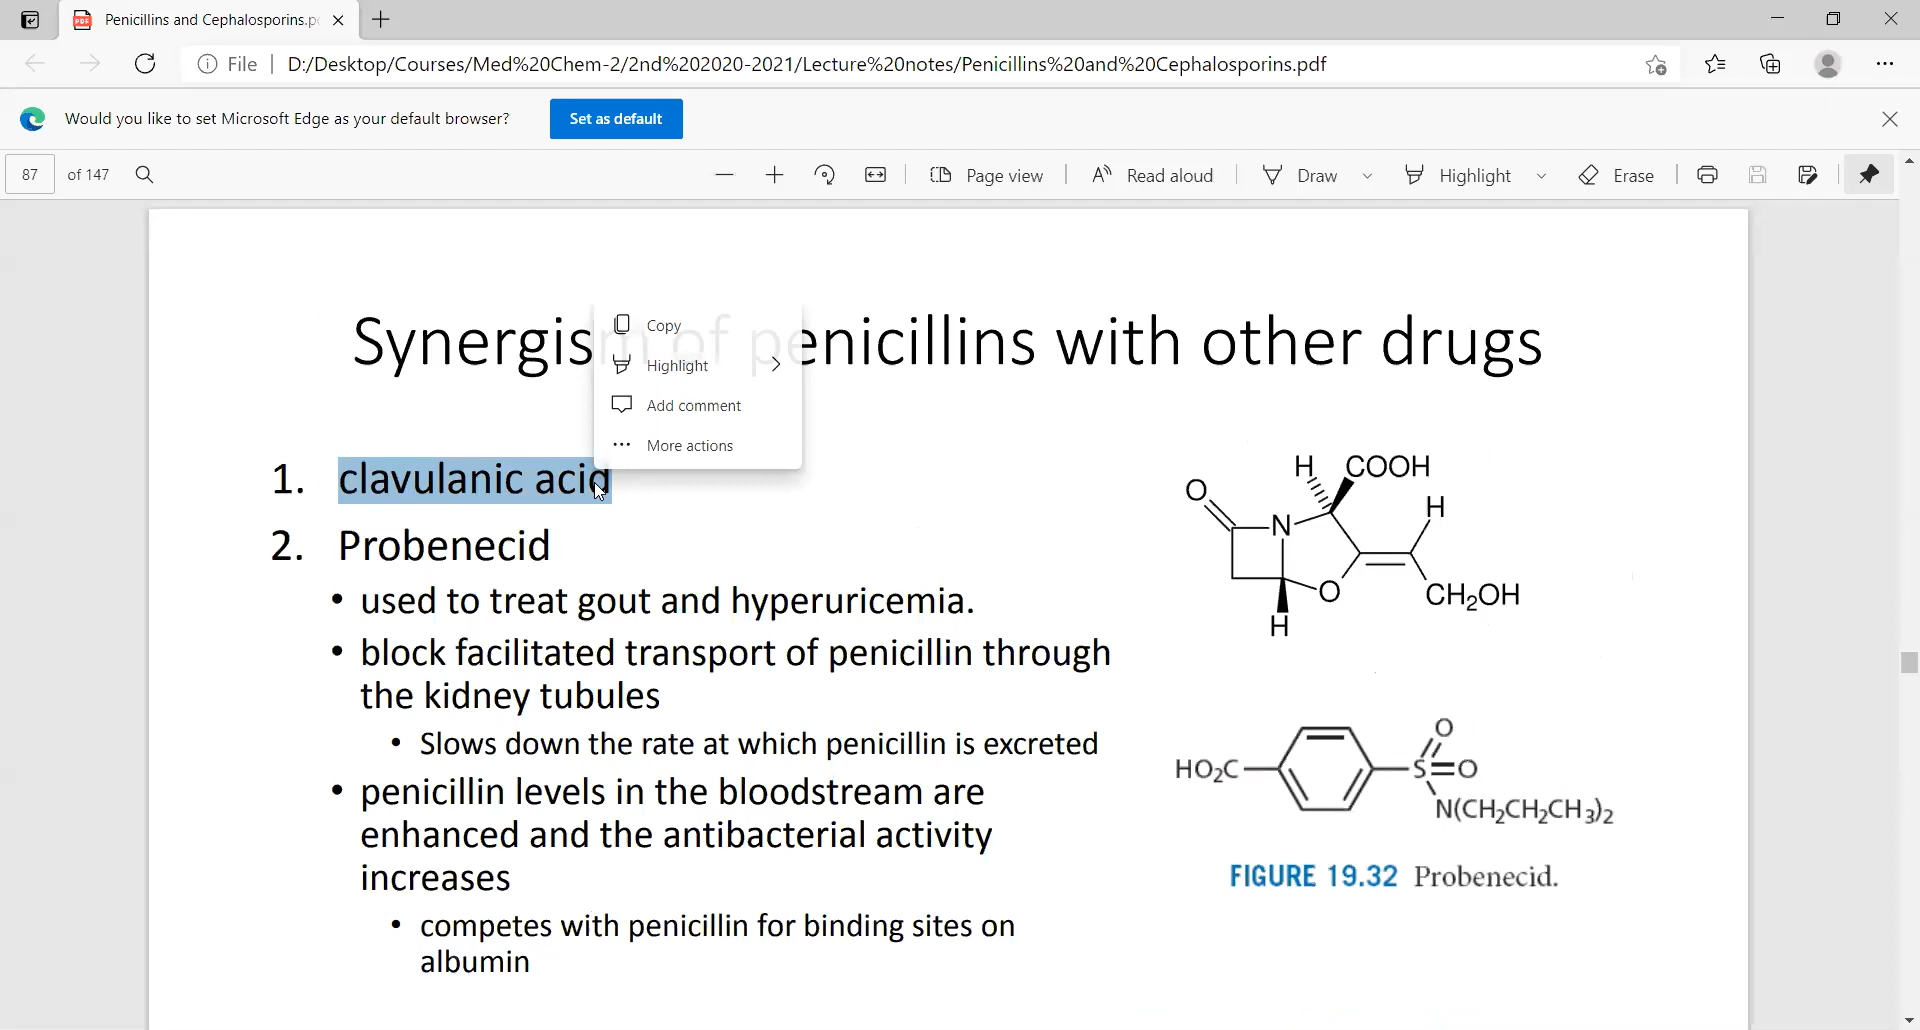 Penicillins and Cephalosporins.p
File
D:/Desktop/Courses/Med%20Chem-2/2nd%202020-2021/Lecture%20notes/Penicillins%20and%20Cephalosporins.pdf
Would you like to set Microsoft Edge as your default browser?
Set as default
87 of 147
Page view
Read aloud
Draw
Highlight
Erase
Synergism of penicillins with other drugs
Copy
Highlight
Add comment
More actions
1. clavulanic acid
2. Probenecid
• used to treat gout and hyperuricemia.
• block facilitated transport of penicillin through
the kidney tubules
• Slows down the rate at which penicillin is excreted
• penicillin levels in the bloodstream are
enhanced and the antibacterial activity
increases
• competes with penicillin for binding sites on
albumin
H COOH
O
H
N
O
CH₂OH
H
O
HO₂C
S
O
N(CH₂CH₂CH₃)₂
FIGURE 19.32 Probenecid.